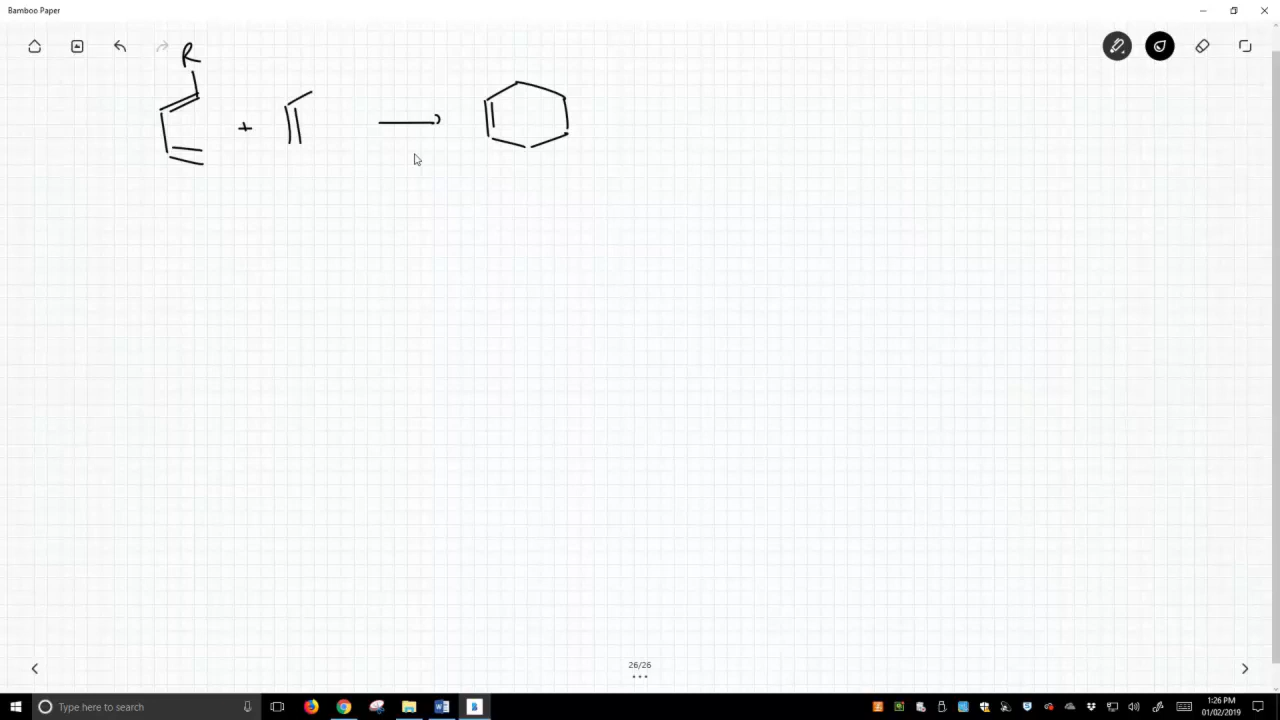 Bamboo Paper
R
+
26/26
Type here to search
1:26 PM
01/02/2019